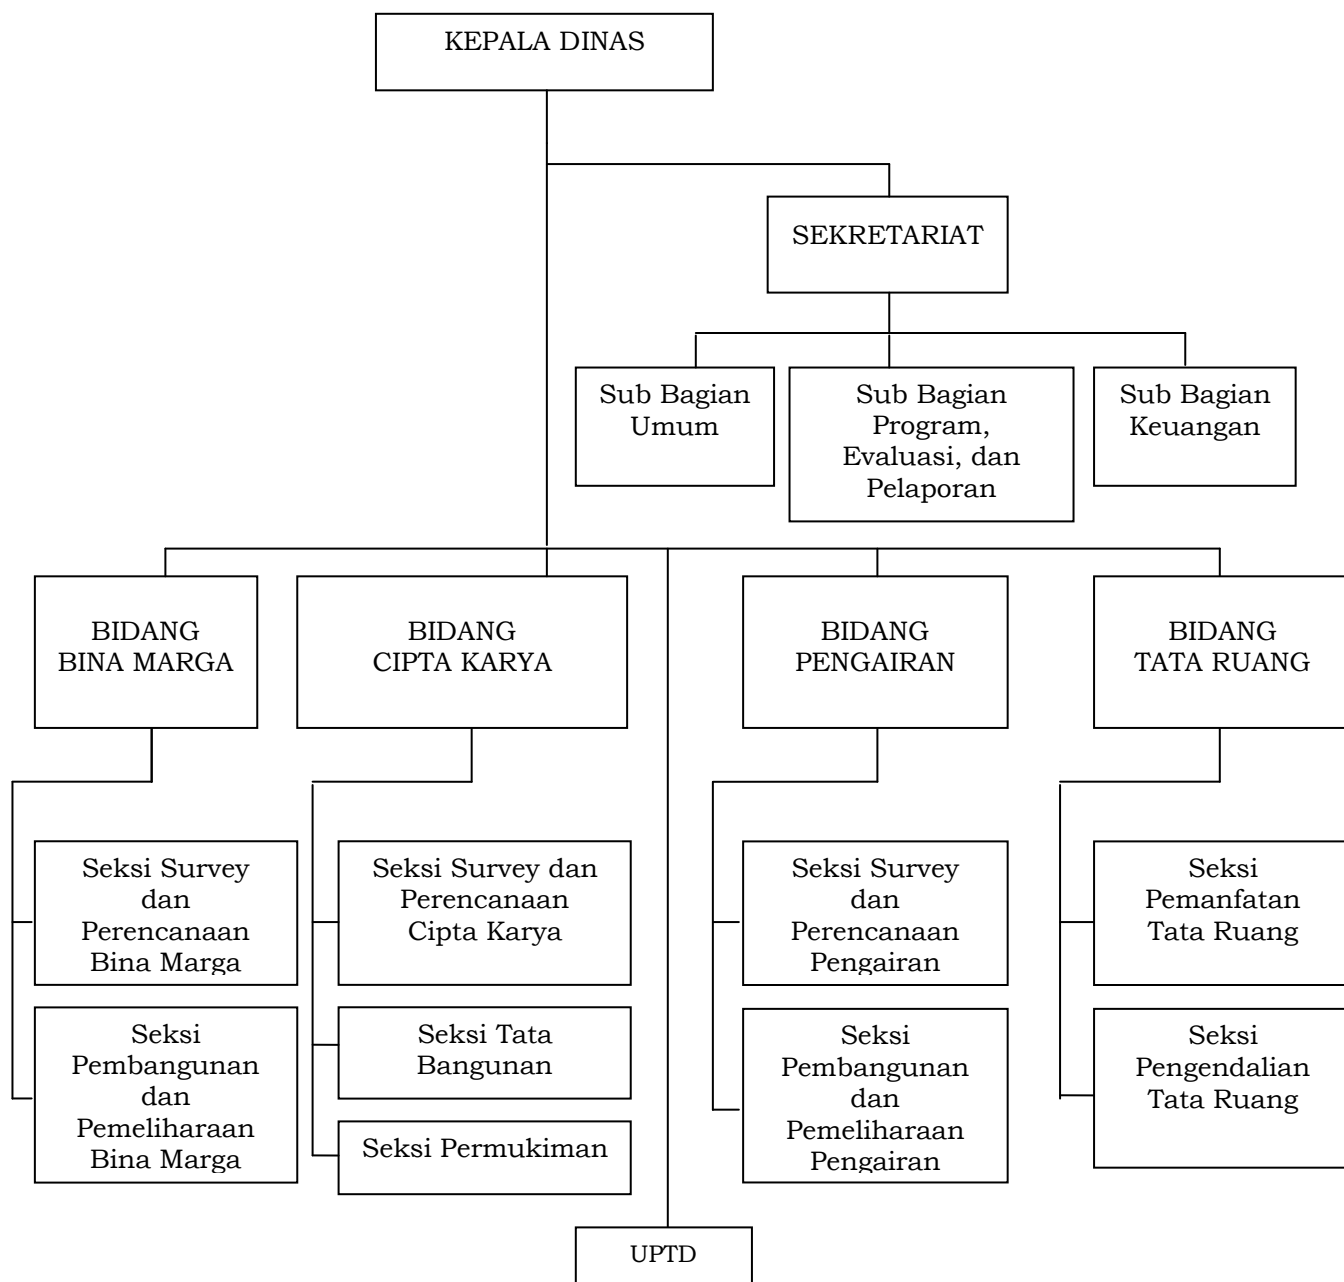 KEPALA DINAS
SEKRETARIAT
Sub Bagian
Umum
Sub Bagian
Program,
Evaluasi, dan
Pelaporan
Sub Bagian
Keuangan
BIDANG
BINA MARGA
BIDANG
CIPTA KARYA
BIDANG
PENGAIRAN
BIDANG
TATA RUANG
Seksi Survey
dan
Perencanaan
Bina Marga
Seksi Survey dan
Perencanaan
Cipta Karya
Seksi Survey
dan
Perencanaan
Pengairan
Seksi
Pemanfatan
Tata Ruang
Seksi
Pembangunan
dan
Pemeliharaan
Bina Marga
Seksi Tata
Bangunan
Seksi Permukiman
Seksi
Pembangunan
dan
Pemeliharaan
Pengairan
Seksi
Pengendalian
Tata Ruang
UPTD